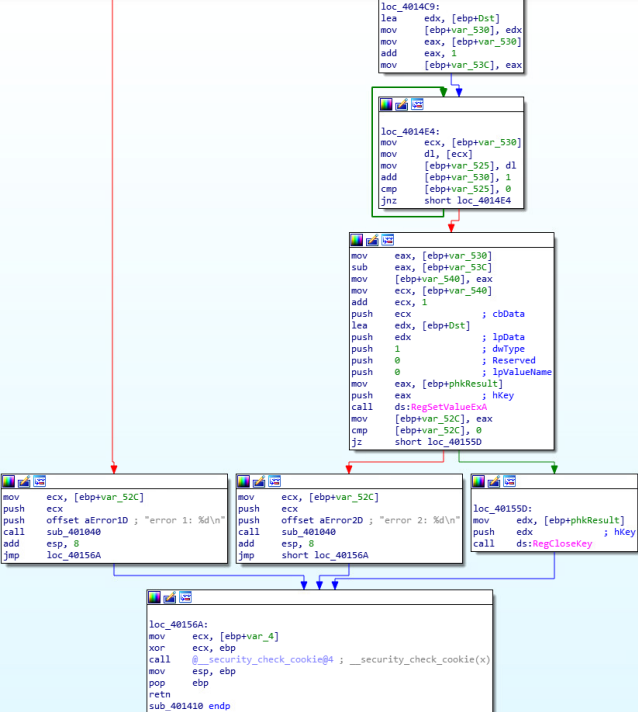 loc_4014C9:
lea edx, [ebp+Dst]
mov [ebp+var_530], edx
mov eax, [ebp+var_530]
add eax, 1
mov [ebp+var_53C], eax
loc_4014E4:
mov ecx, [ebp+var_530]
mov dl, [ecx]
mov [ebp+var_525], dl
add [ebp+var_530], 1
cmp [ebp+var_525], 0
jnz short loc_4014E4
mov eax, [ebp+var_530]
sub eax, [ebp+var_53C]
mov [ebp+var_540], eax
mov ecx, [ebp+var_540]
add ecx, 1
push ecx ; cbData
lea edx, [ebp+Dst]
push edx ; lpData
push 1 ; dwType
push 0 ; Reserved
push 0 ; lpValueName
mov eax, [ebp+phkResult]
push eax ; hKey
call ds:RegSetValueExA
mov [ebp+var_52C], eax
cmp [ebp+var_52C], 0
jz short loc_40155D
mov ecx, [ebp+var_52C]
push ecx
push offset aError1D ; "error 1: %d\n"
call sub_401040
add esp, 8
jmp loc_40156A
mov ecx, [ebp+var_52C]
push ecx
push offset aError2D ; "error 2: %d\n"
call sub_401040
add esp, 8
jmp short loc_40156A
loc_40155D:
mov edx, [ebp+phkResult]
push edx ; hKey
call ds:RegCloseKey
loc_40156A:
mov ecx, [ebp+var_4]
xor ecx, ebp
call @__security_check_cookie@4 ; __security_check_cookie(x)
mov esp, ebp
pop ebp
retn
sub_401410 endp